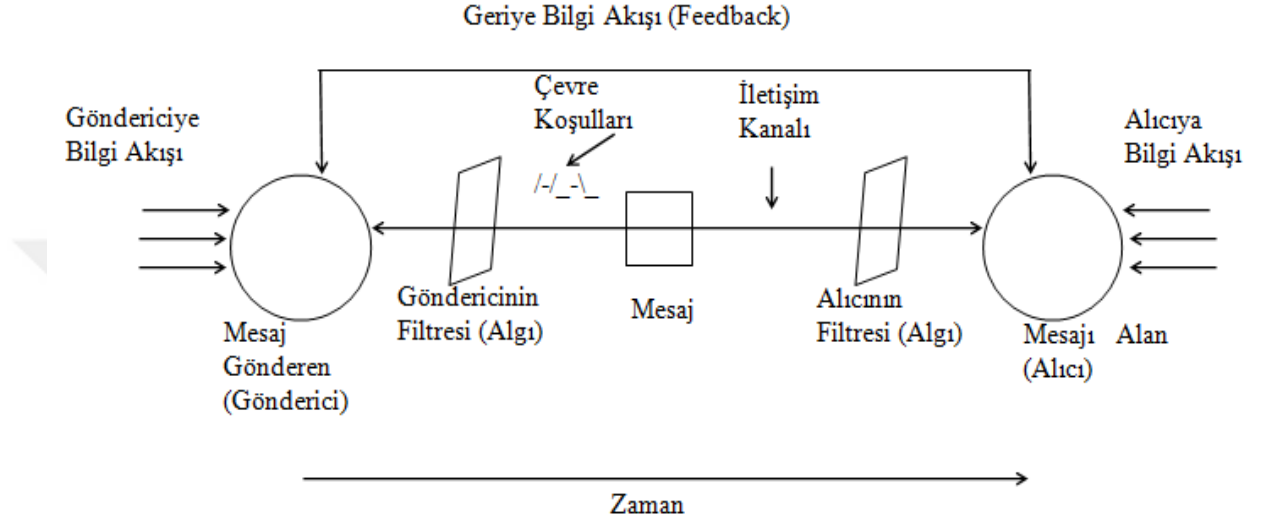 Geriye Bilgi Akışı (Feedback)
Göndericiye
Bilgi Akışı
Çevre
Koşulları
İletişim
Kanalı
Alıcıya
Bilgi Akışı
/-/_-\_
Göndericinin
Filtresi (Algı)
Mesaj
Alıcının
Filtresi (Algı)
Mesaj
Gönderen
(Gönderici)
Mesajı Alan
(Alıcı)
Zaman